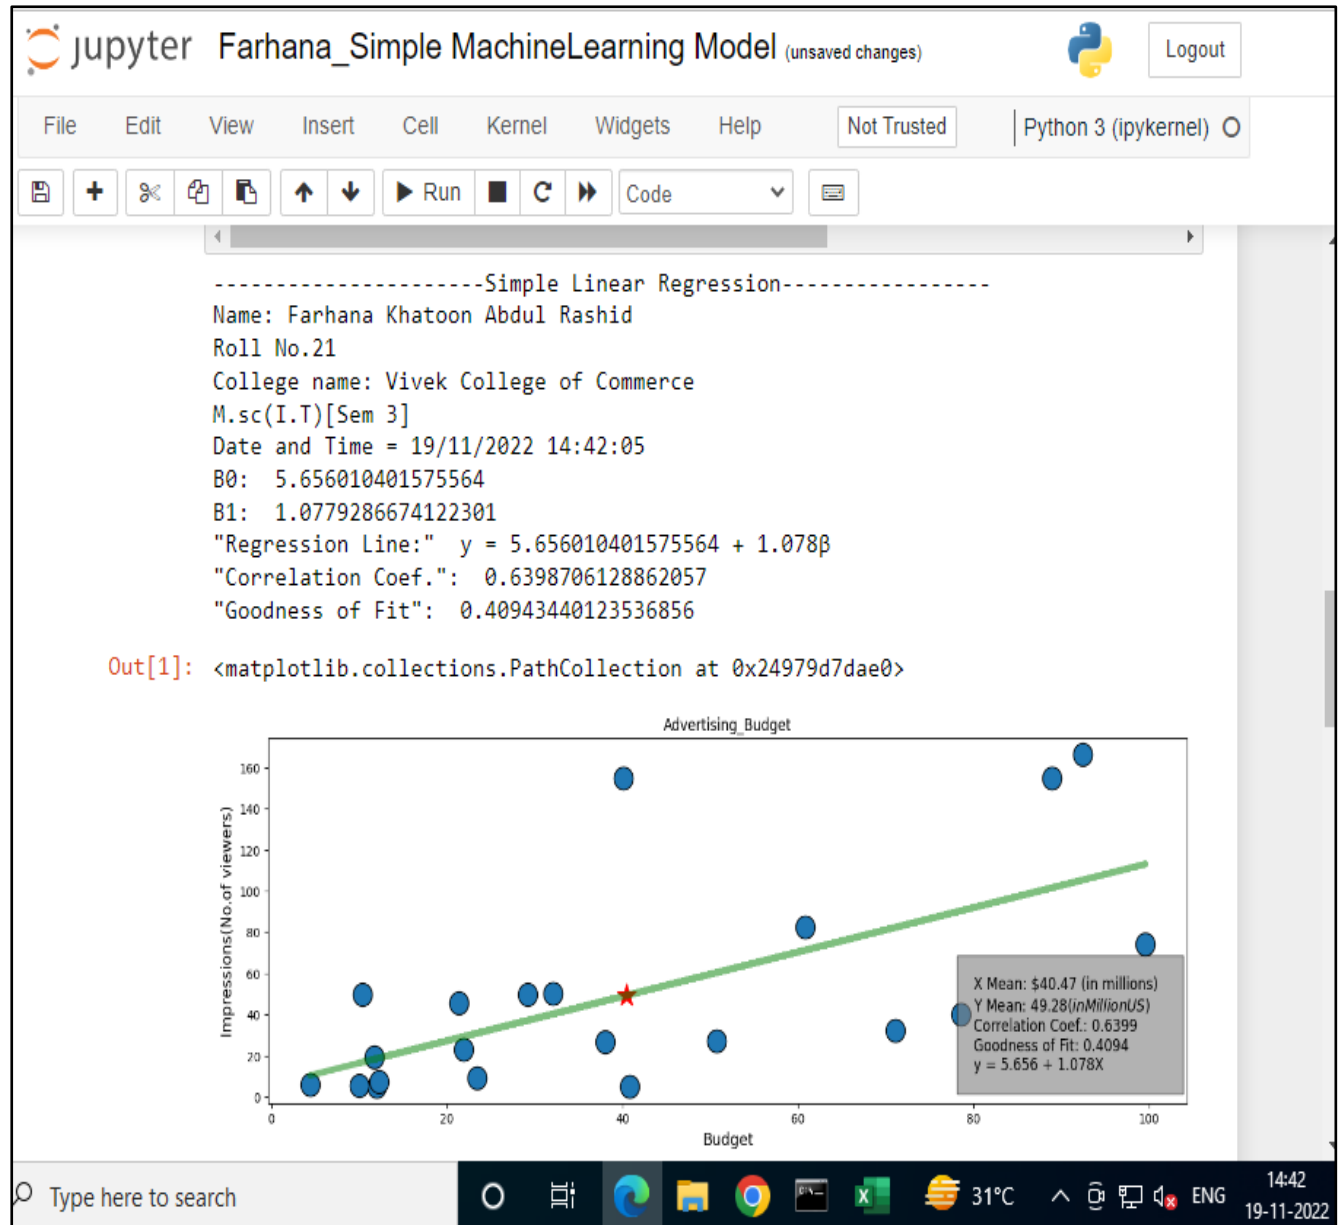 jupyter Farhana_Simple MachineLearning Model (unsaved changes) Logout
File Edit View Insert Cell Kernel Widgets Help Not Trusted Python 3 (ipykernel)
Run Code
----------------------Simple Linear Regression-----------------
Name: Farhana Khatoon Abdul Rashid
Roll No.21
College name: Vivek College of Commerce
M.sc(I.T)[Sem 3]
Date and Time = 19/11/2022 14:42:05
B0:  5.656010401575564
B1:  1.0779286674122301
"Regression Line:"  y = 5.656010401575564 + 1.078β
"Correlation Coef.":  0.6398706128862057
"Goodness of Fit":  0.40943440123536856
Out[1]: <matplotlib.collections.PathCollection at 0x24979d7dae0>
Advertising_Budget
Impressions(No.of viewers)
160
140
120
100
80
60
40
20
0
X Mean: $40.47 (in millions)
Y Mean: 49.28(inMillionUS)
Correlation Coef.: 0.6399
Goodness of Fit: 0.4094
y = 5.656 + 1.078X
0 20 40 60 80 100
Budget
Type here to search 31°C ENG 14:42
19-11-2022